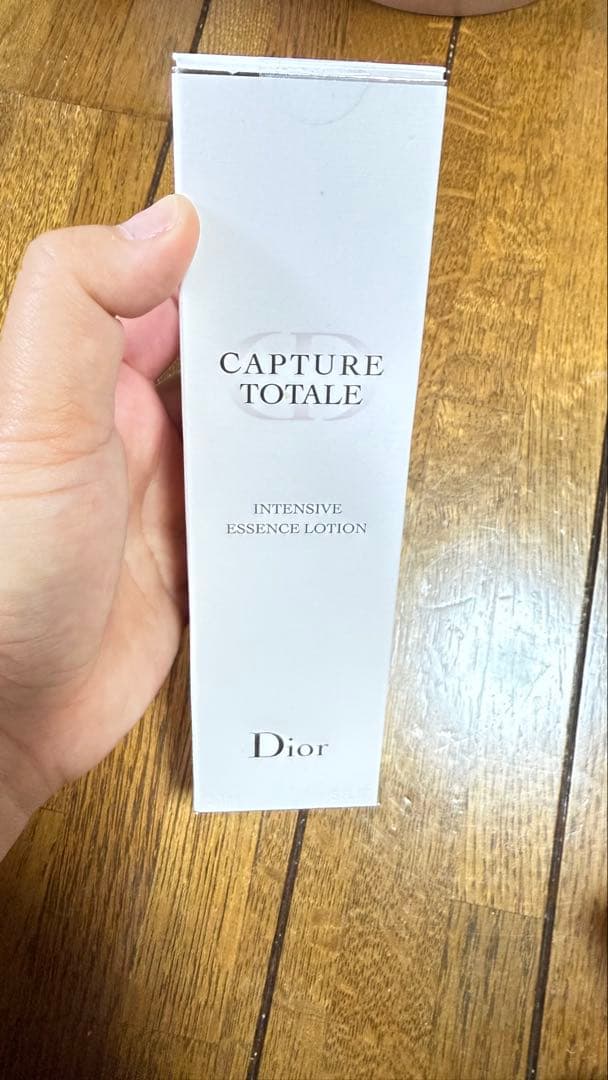 CAPTURE
TOTALE
INTENSIVE
ESSENCE LOTION
Dior